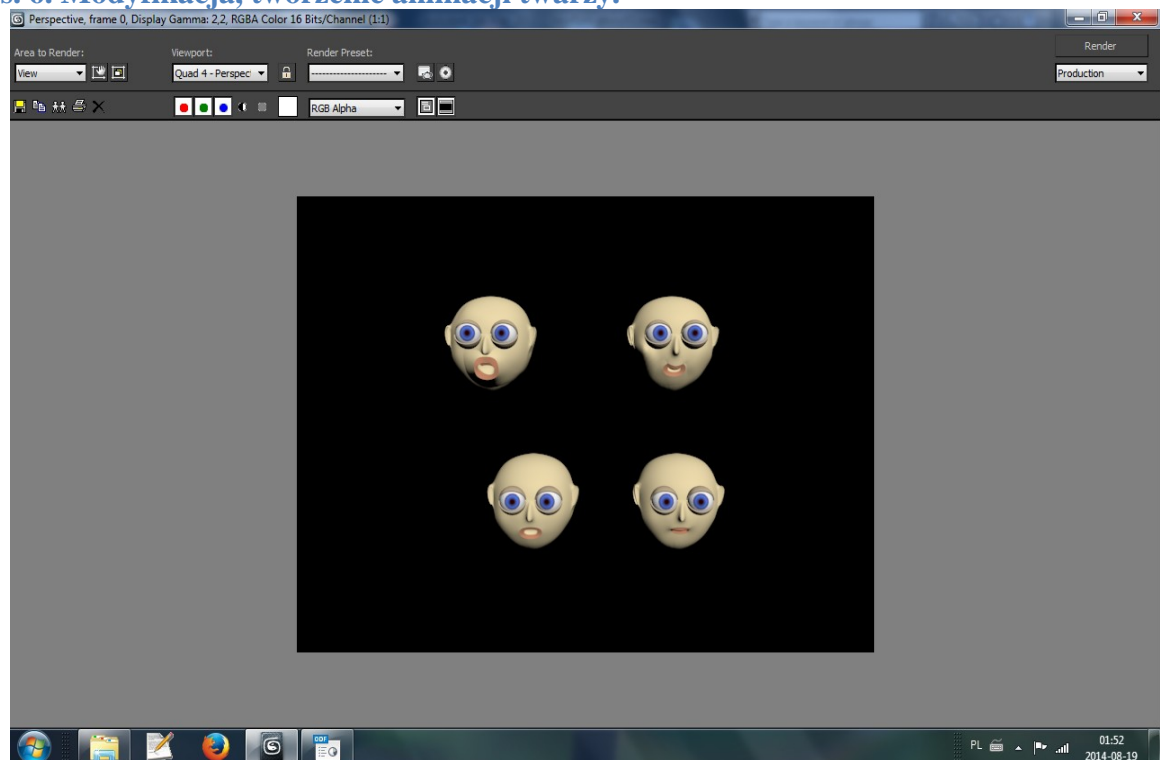 s. 6. Modyfikacja, tworzenie animacji twarzy.
Perspective, frame 0, Display Gamma: 2,2, RGBA Color 16 Bits/Channel (1:1)
Area to Render: Viewport: Render Preset: Render
View Quad 4 - Perspec ---------------------- Production
RGB Alpha
PL 01:52
2014-08-19